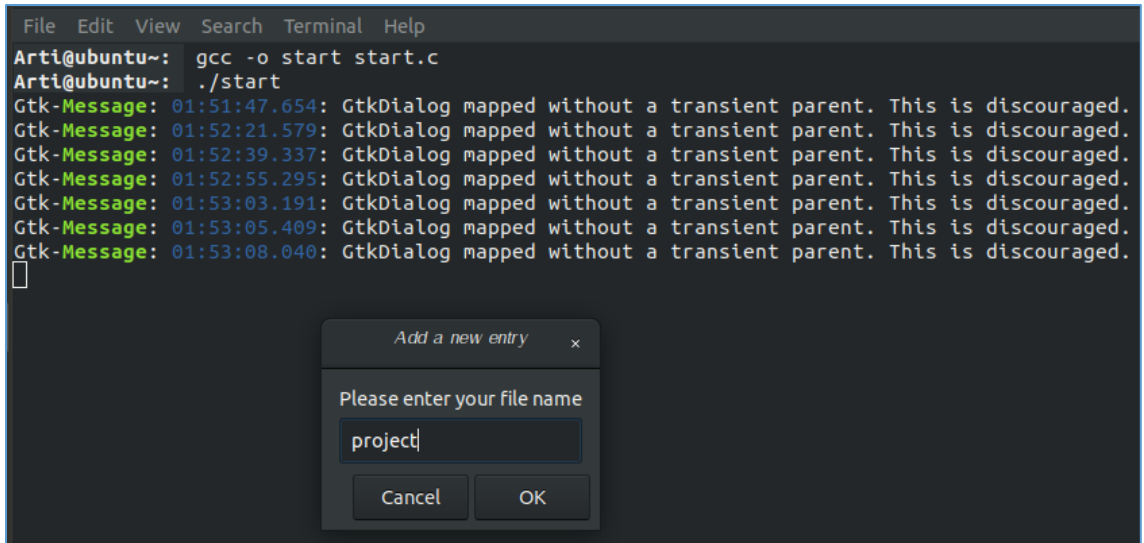 File Edit View Search Terminal Help
Arti@ubuntu~: gcc -o start start.c
Arti@ubuntu~: ./start
Gtk-Message: 01:51:47.654: GtkDialog mapped without a transient parent. This is discouraged.
Gtk-Message: 01:52:21.579: GtkDialog mapped without a transient parent. This is discouraged.
Gtk-Message: 01:52:39.337: GtkDialog mapped without a transient parent. This is discouraged.
Gtk-Message: 01:52:55.295: GtkDialog mapped without a transient parent. This is discouraged.
Gtk-Message: 01:53:03.191: GtkDialog mapped without a transient parent. This is discouraged.
Gtk-Message: 01:53:05.409: GtkDialog mapped without a transient parent. This is discouraged.
Gtk-Message: 01:53:08.040: GtkDialog mapped without a transient parent. This is discouraged.
Add a new entry ×
Please enter your file name
project
Cancel OK